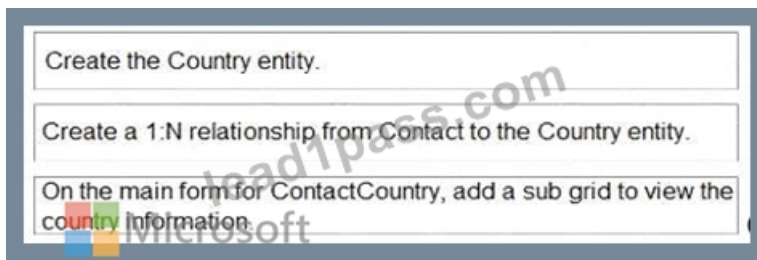 Create the Country entity.
Create a 1:N relationship from Contact to the Country entity.
On the main form for ContactCountry, add a sub grid to view the
country information
lead1pass.com
Microsoft